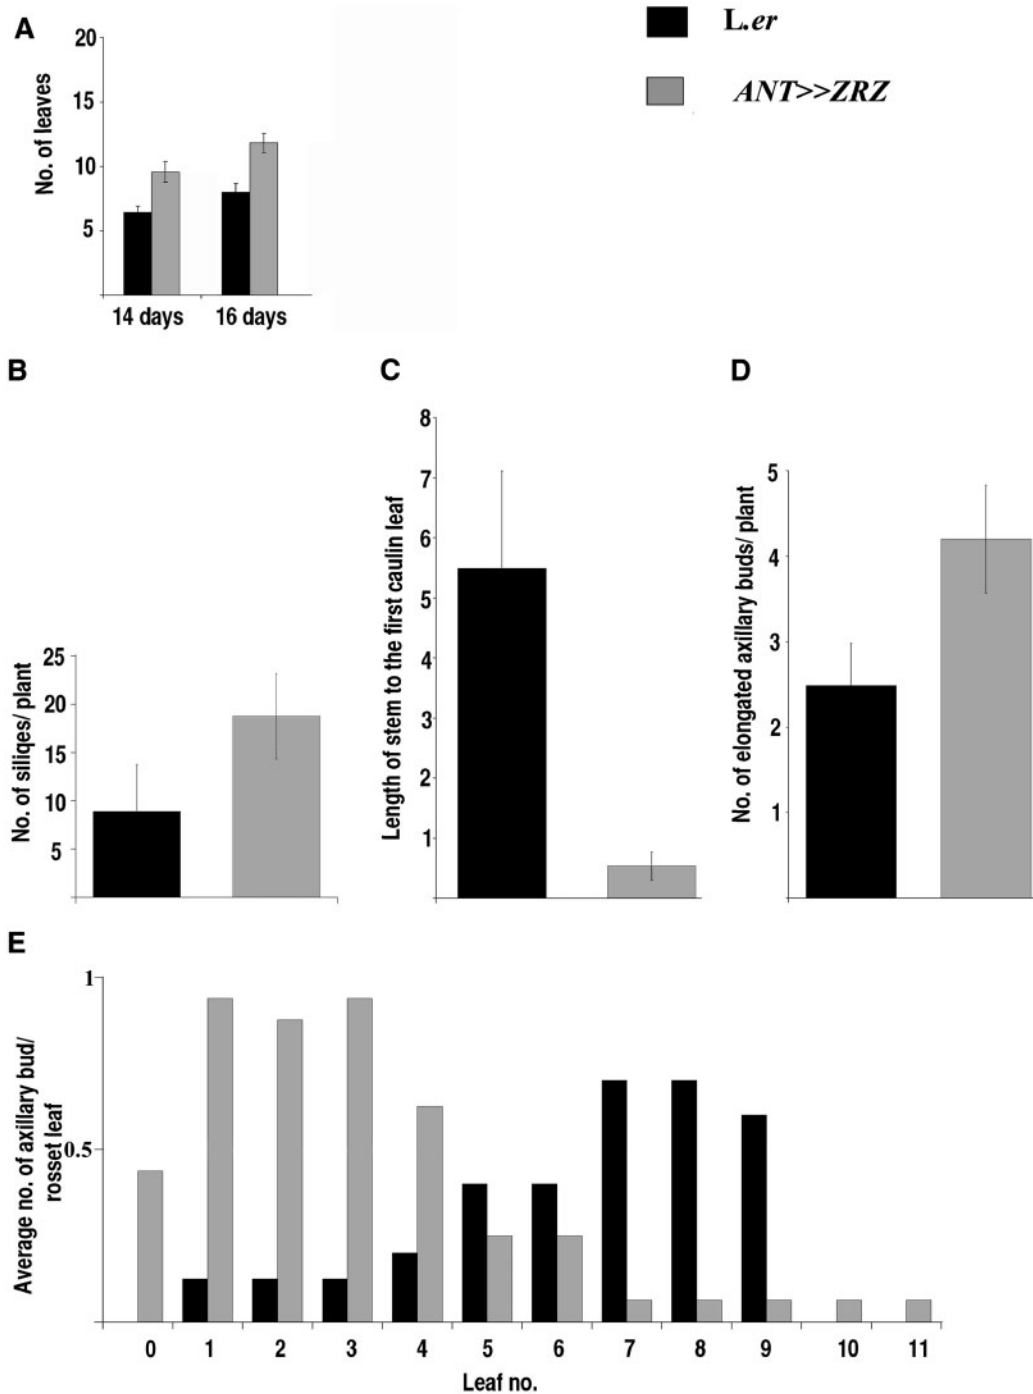 A
L.er
ANT>>ZRZ
No. of leaves
20
15
10
5
14 days
16 days
B
No. of siliqes/ plant
25
20
15
10
5
C
Length of stem to the first caulin leaf
8
7
6
5
4
3
2
1
D
No. of elongated axillary buds/ plant
5
4
3
2
1
E
Average no. of axillary bud/
rosset leaf
1
0.5
0 1 2 3 4 5 6 7 8 9 10 11
Leaf no.